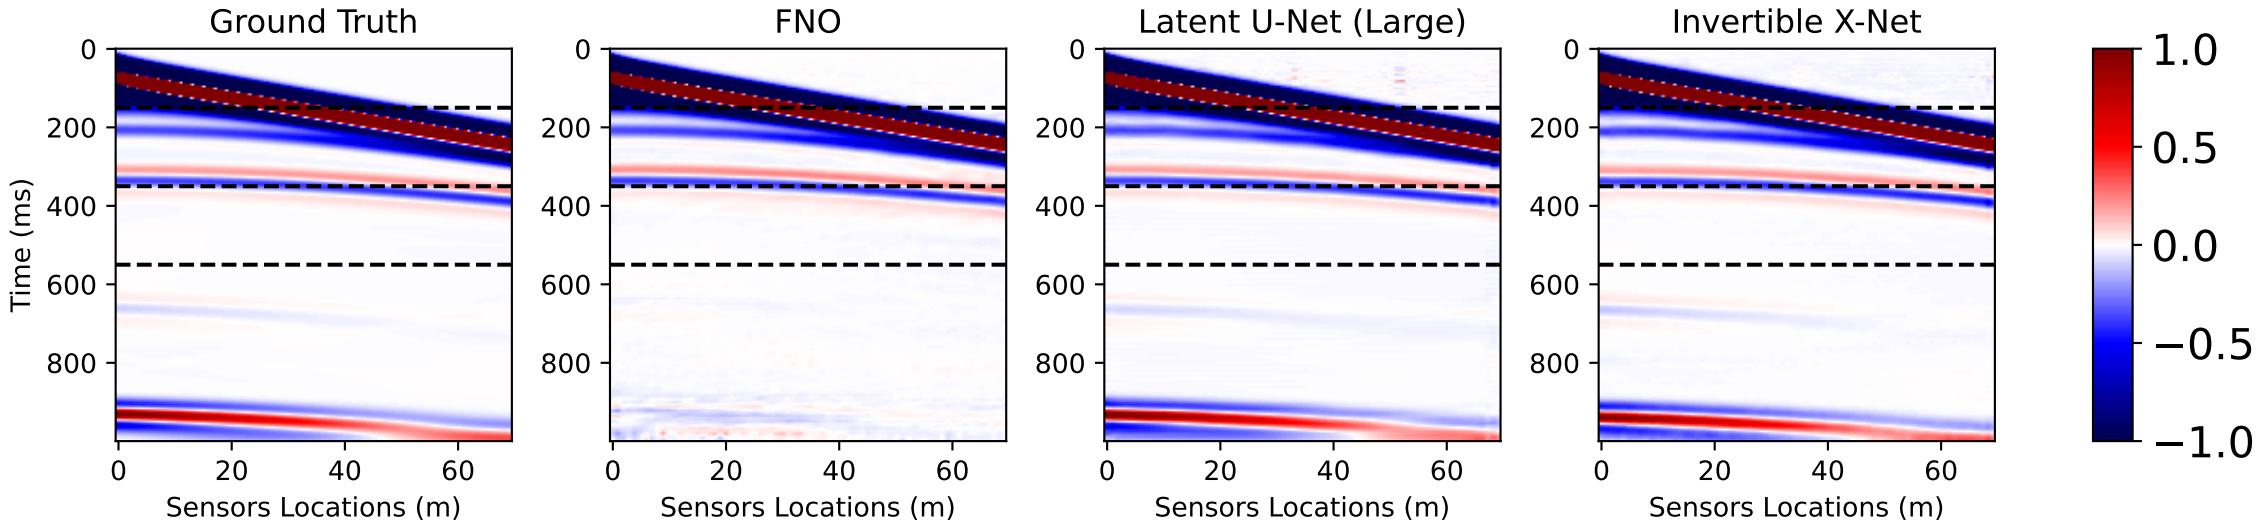 Ground Truth
FNO
Latent U-Net (Large)
Invertible X-Net
0
200
400
600
800
Time (ms)
0 20 40 60
Sensors Locations (m)
0
200
400
600
800
0 20 40 60
Sensors Locations (m)
0
200
400
600
800
0 20 40 60
Sensors Locations (m)
0
200
400
600
800
0 20 40 60
Sensors Locations (m)
1.0
0.5
0.0
−0.5
−1.0